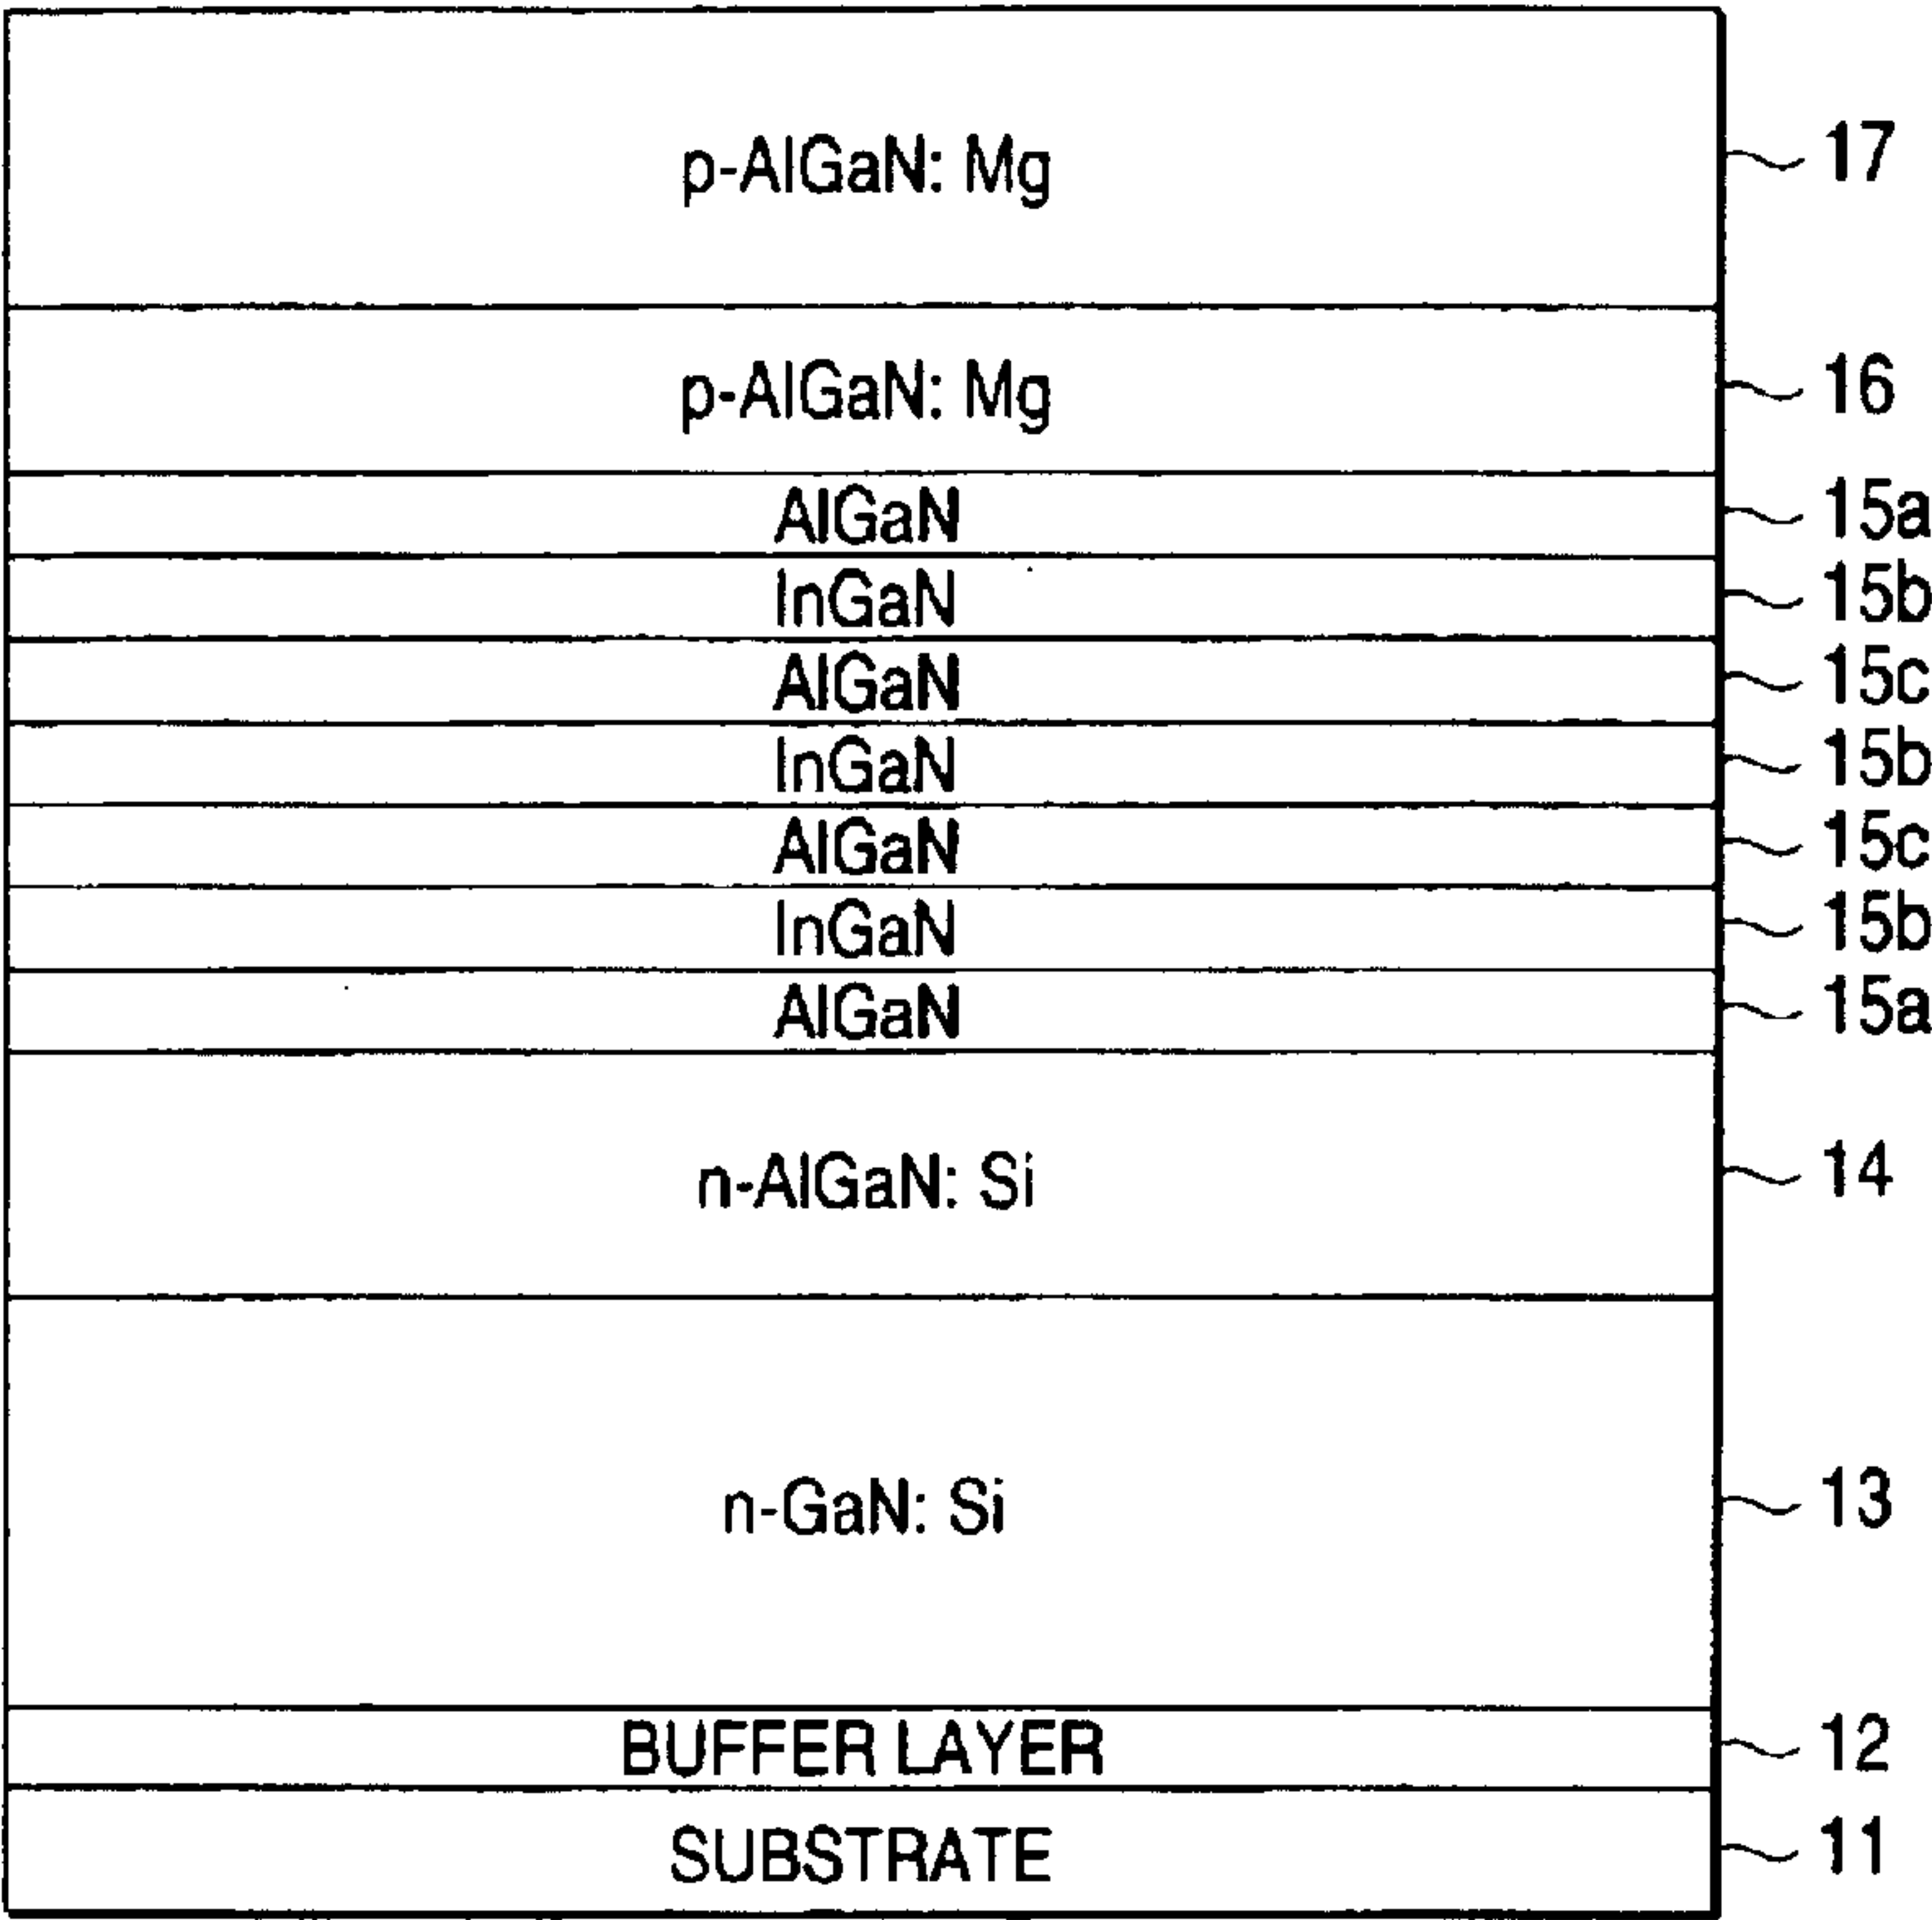 p-AlGaN: Mg 17
p-AlGaN: Mg 16
AlGaN 15a
InGaN 15b
AlGaN 15c
InGaN 15b
AlGaN 15c
InGaN 15b
AlGaN 15a
n-AlGaN: Si 14
n-GaN: Si 13
BUFFER LAYER 12
SUBSTRATE 11